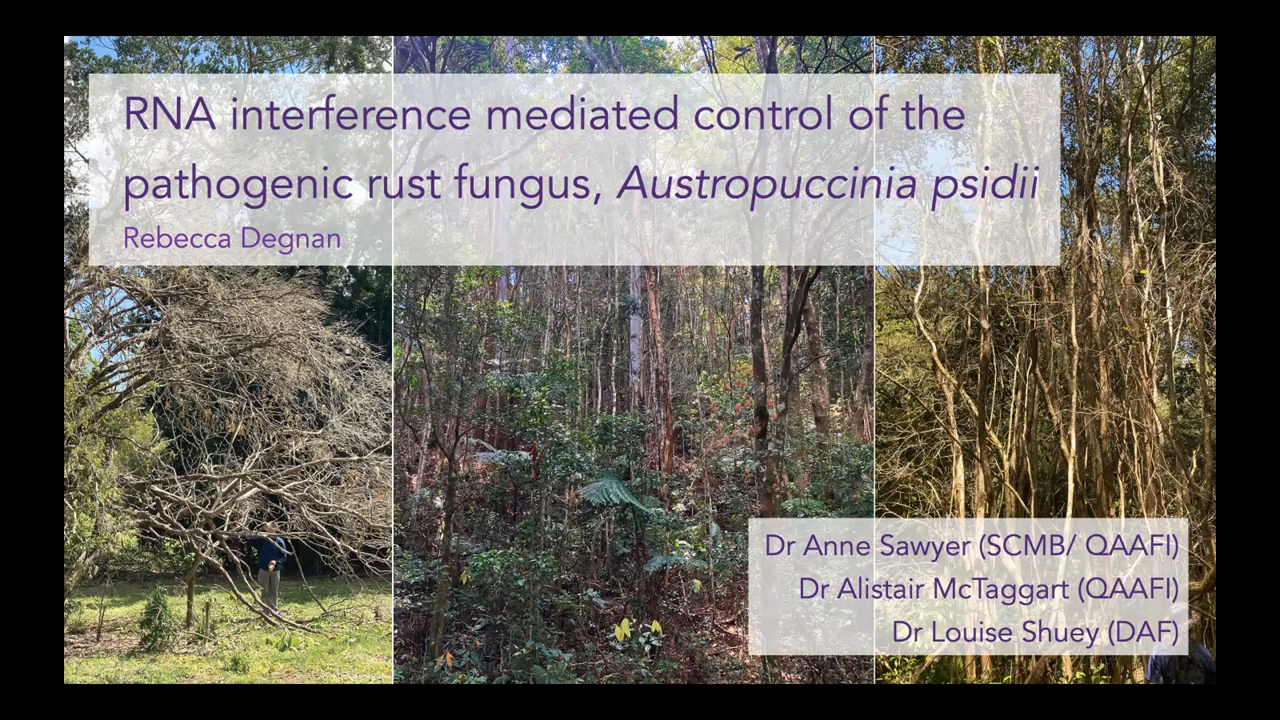 RNA interference mediated control of the
pathogenic rust fungus, Austropuccinia psidii
Rebecca Degnan
Dr Anne Sawyer (SCMB/ QAAFI)
Dr Alistair McTaggart (QAAFI)
Dr Louise Shuey (DAF)